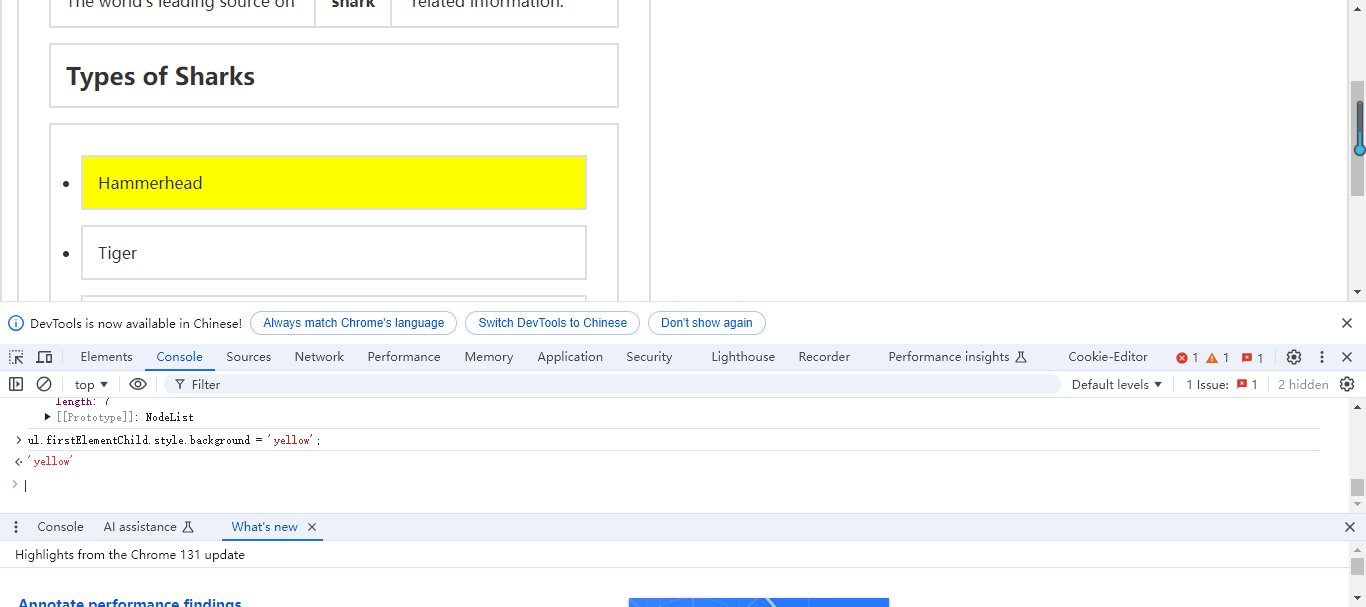 The world's leading source on shark related information.
Types of Sharks
Hammerhead
Tiger
DevTools is now available in Chinese! Always match Chrome's language Switch DevTools to Chinese Don't show again
Elements Console Sources Network Performance Memory Application Security Lighthouse Recorder Performance insights Cookie-Editor 1 1 1
top Filter Default levels 1 Issue: 1 2 hidden
length: 7
[[Prototype]]: NodeList
ul.firstElementChild.style.background = 'yellow';
'yellow'
Console AI assistance What's new
Highlights from the Chrome 131 update
Annotate performance findings